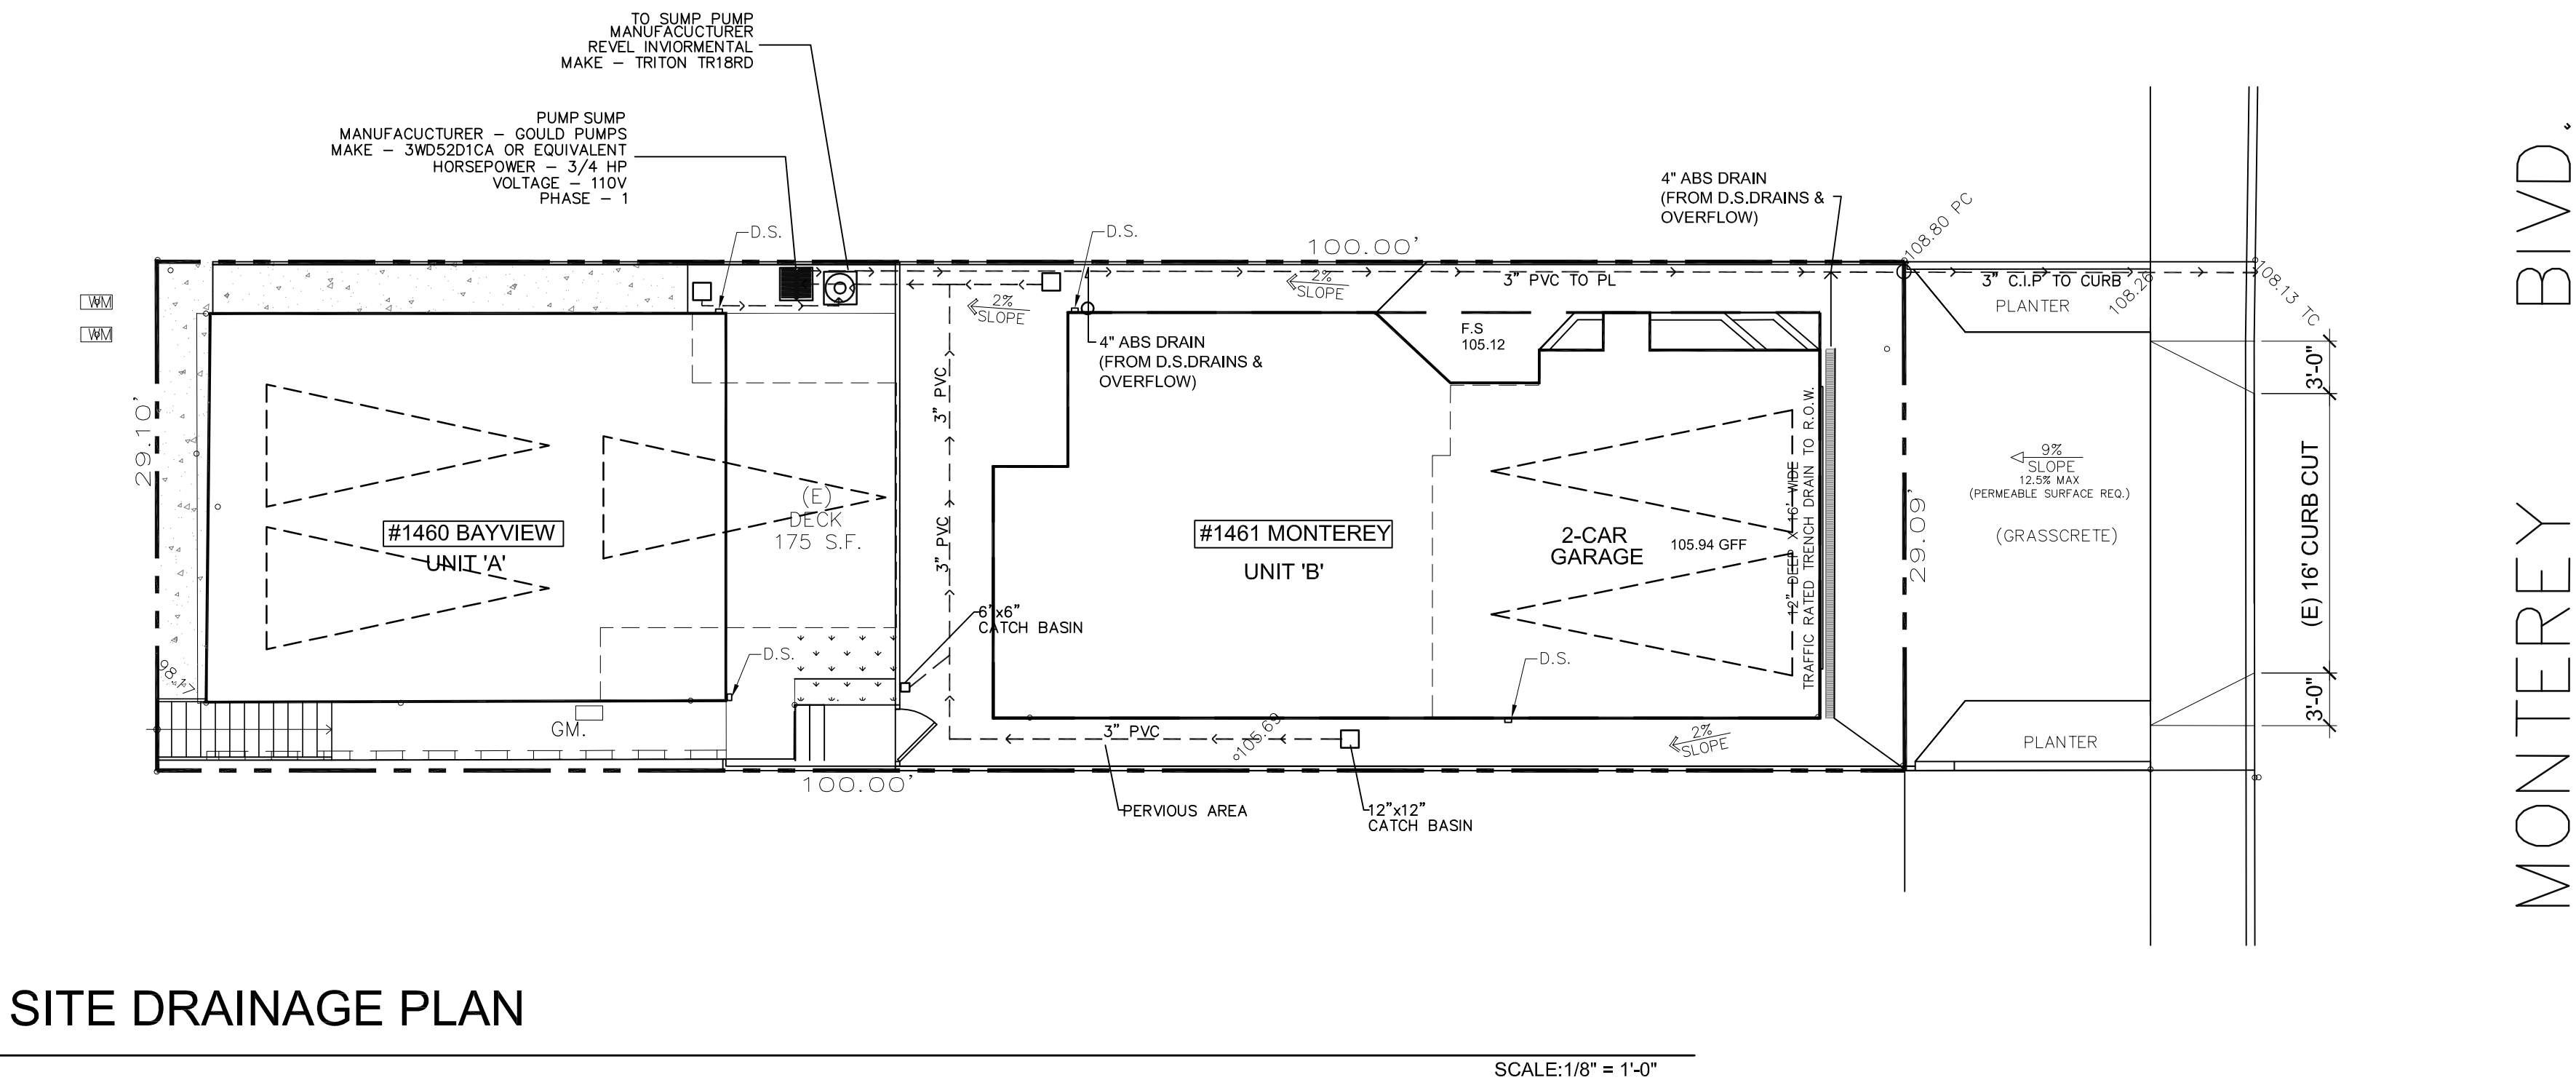 TO SUMP PUMP
MANUFACUCTURER
REVEL INVIORMENTAL
MAKE – TRITON TR18RD
PUMP SUMP
MANUFACUCTURER – GOULD PUMPS
MAKE – 3WD52D1CA OR EQUIVALENT
HORSEPOWER – 3/4 HP
VOLTAGE – 110V
PHASE – 1
4" ABS DRAIN
(FROM D.S.DRAINS &
OVERFLOW)
108.80 PC
D.S.
D.S.
100.00'
3" PVC TO PL
3" C.I.P TO CURB
2%
SLOPE
2%
SLOPE
PLANTER
108.26
108.13 TC
WM
WM
4" ABS DRAIN
(FROM D.S.DRAINS &
OVERFLOW)
F.S
105.12
3" PVC
3'-0"
29.10'
(E)
DECK
175 S.F.
#1460 BAYVIEW
UNIT 'A'
3" PVC
#1461 MONTEREY
UNIT 'B'
2-CAR
GARAGE
105.94 GFF
12" DEEP X 16' WIDE
TRAFFIC RATED TRENCH DRAIN TO R.O.W.
29.09'
9%
SLOPE
12.5% MAX
(PERMEABLE SURFACE REQ.)
(GRASSCRETE)
(E) 16' CURB CUT
MONTEREY BLVD.
6"x6"
CATCH BASIN
D.S.
D.S.
98.17
GM.
3" PVC
105.69
2%
SLOPE
3'-0"
PLANTER
100.00'
PERVIOUS AREA
12"x12"
CATCH BASIN
SITE DRAINAGE PLAN
SCALE:1/8" = 1'-0"